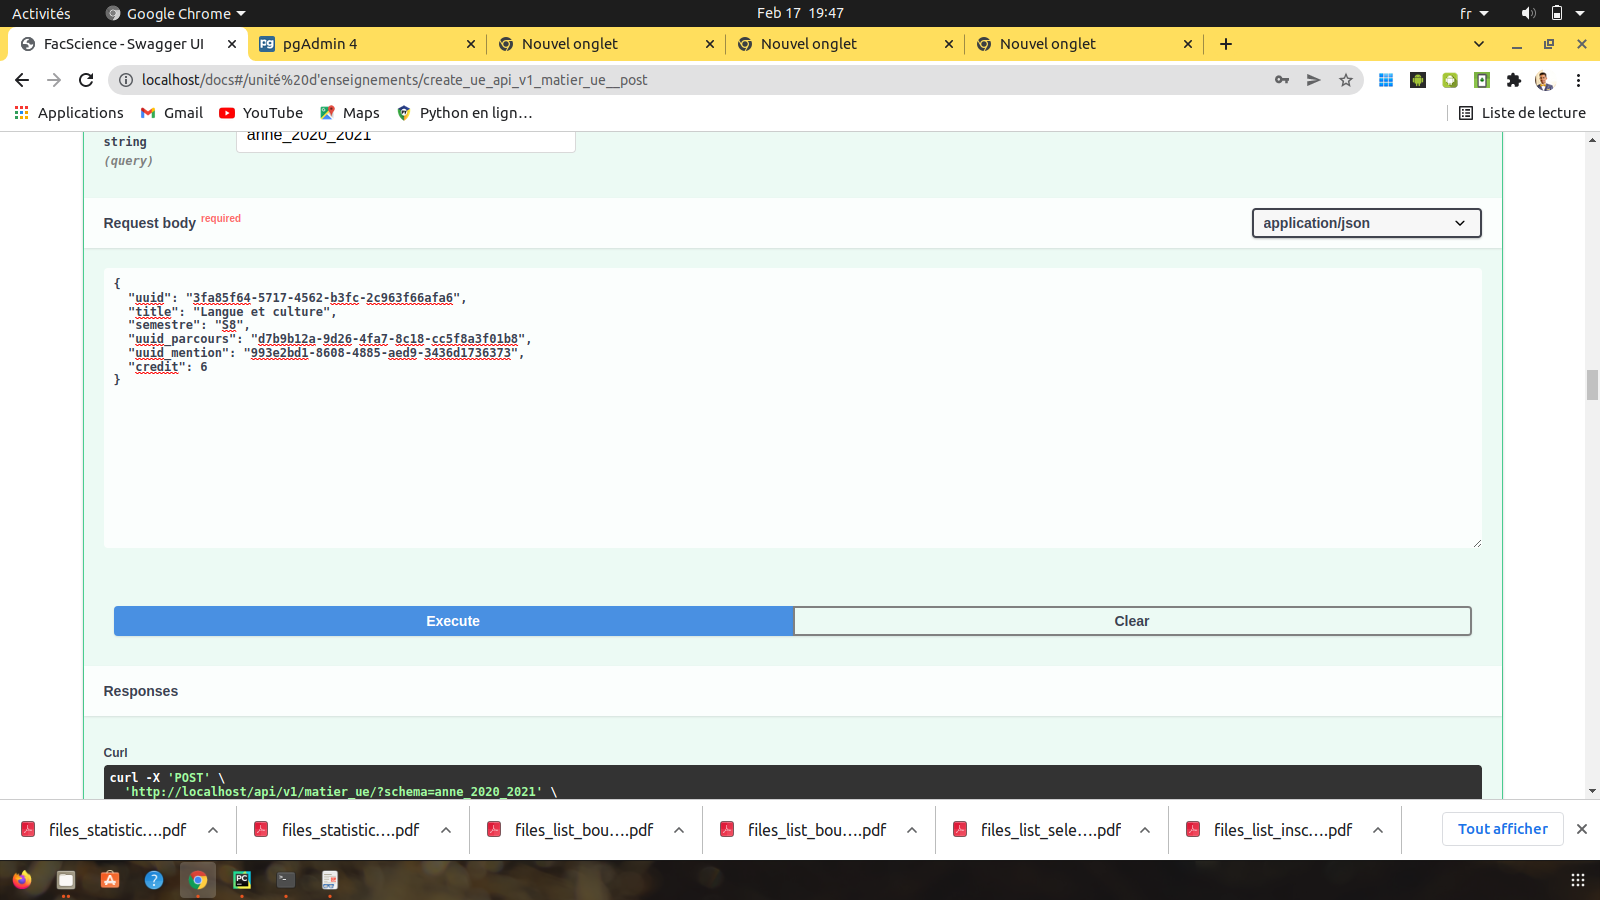 Activités
Google Chrome
Feb 17 19:47
fr
FacScience - Swagger UI
pgAdmin 4
Nouvel onglet
Nouvel onglet
Nouvel onglet
localhost/docs#/unité%20d'enseignements/create_ue_api_v1_matier_ue__post
Applications
Gmail
YouTube
Maps
Python en lign…
Liste de lecture
string
anne_2020_2021
(query)
Request body required
application/json
{
"uuid": "3fa85f64-5717-4562-b3fc-2c963f66afa6",
"title": "Langue et culture",
"semestre": "S8",
"uuid_parcours": "d7b9b12a-9d26-4fa7-8c18-cc5f8a3f01b8",
"uuid_mention": "993e2bd1-8608-4885-aed9-3436d1736373",
"credit": 6
}
Execute
Clear
Responses
Curl
curl -X 'POST' \
'http://localhost/api/v1/matier_ue/?schema=anne_2020_2021' \
files_statistic....pdf
files_statistic....pdf
files_list_bou....pdf
files_list_bou....pdf
files_list_sele....pdf
files_list_insc....pdf
Tout afficher